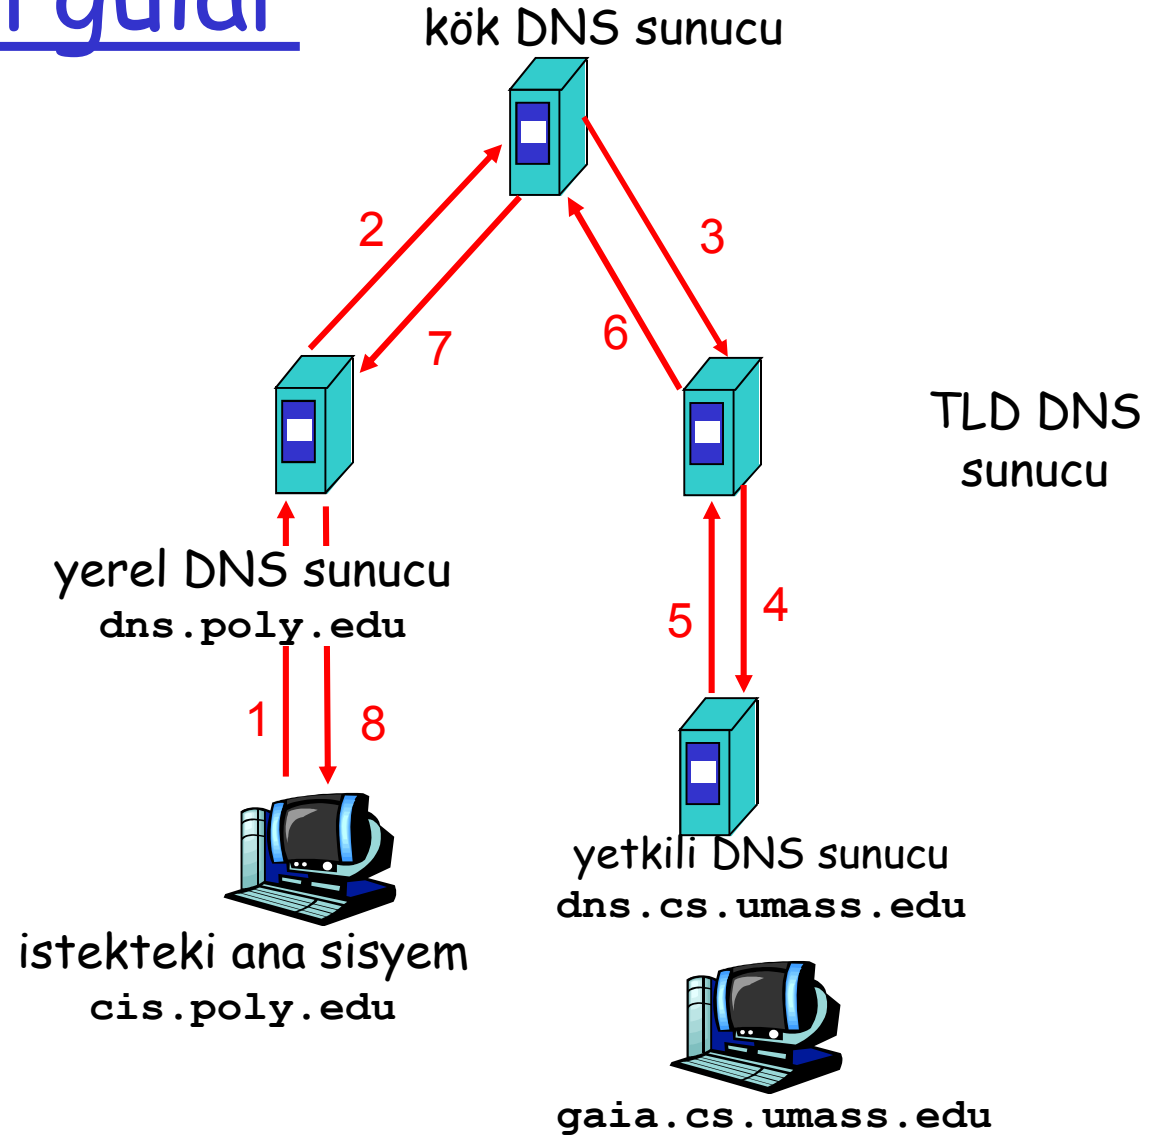 kök DNS sunucu
2
3
7
6
TLD DNS
sunucu
yerel DNS sunucu
dns.poly.edu
5
4
1
8
yetkili DNS sunucu
dns.cs.umass.edu
istekteki ana sisyem
cis.poly.edu
gaia.cs.umass.edu